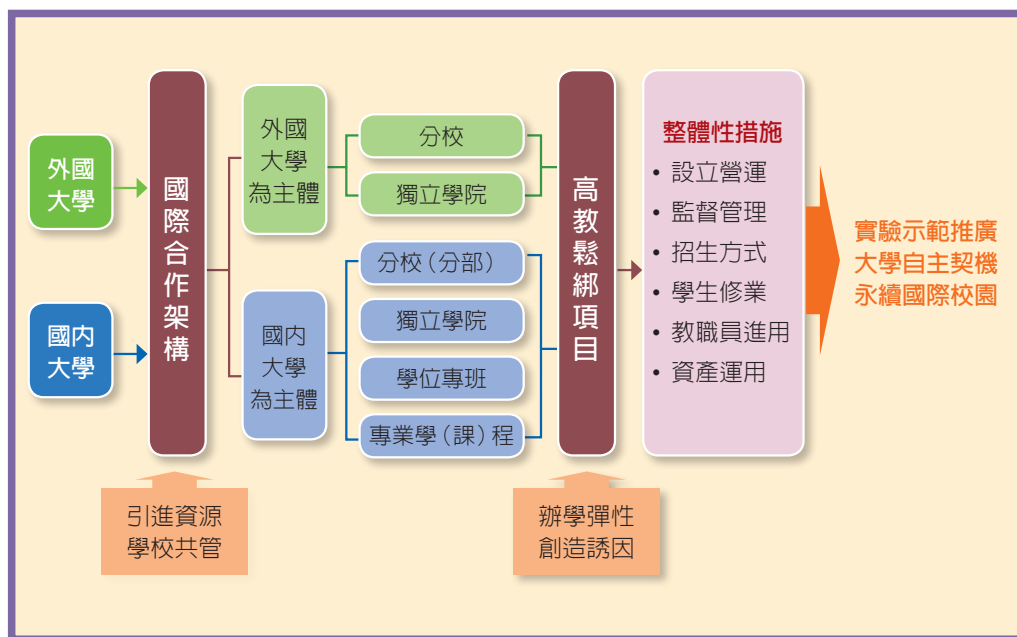 外國
大學
國內
大學
國際合作架構
引進資源
學校共管
外國
大學
為主體
分校
獨立學院
國內
大學
為主體
分校（分部）
獨立學院
學位專班
專業學（課）程
高教鬆綁項目
辦學彈性
創造誘因
整體性措施
• 設立營運
• 監督管理
• 招生方式
• 學生修業
• 教職員進用
• 資產運用
實驗示範推廣
大學自主契機
永續國際校園